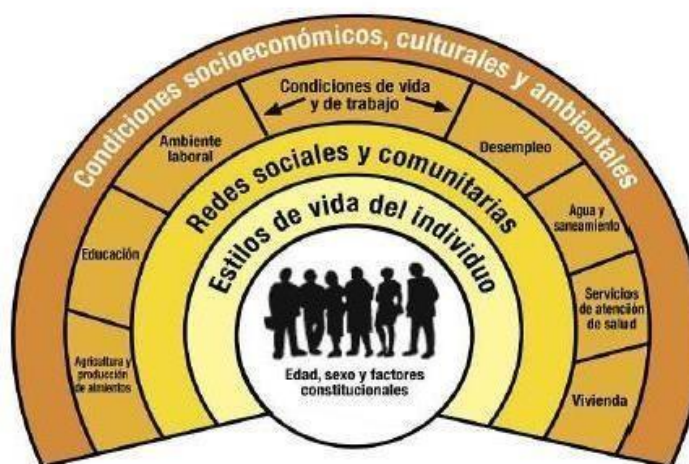 Condiciones socioeconómicos, culturales y ambientales
Condiciones de vida
y de trabajo
Ambiente
laboral
Desempleo
Educación
Agua y
saneamiento
Agricultura y
producción
de alimientos
Servicios
de atención
de salud
Vivienda
Redes sociales y comunitarias
Estilos de vida del individuo
Edad, sexo y factores
constitucionales